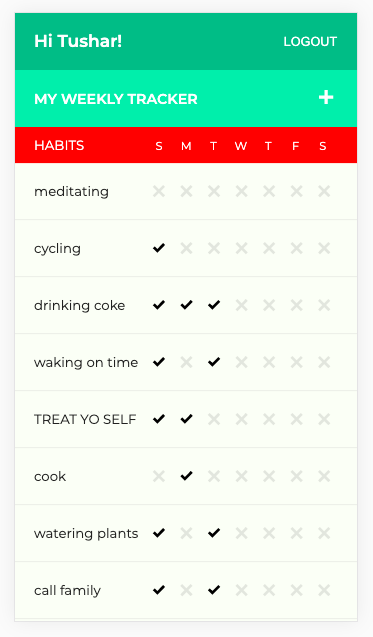 Hi Tushar! LOGOUT
MY WEEKLY TRACKER +
HABITS S M T W T F S
meditating
cycling
drinking coke
waking on time
TREAT YO SELF
cook
watering plants
call family